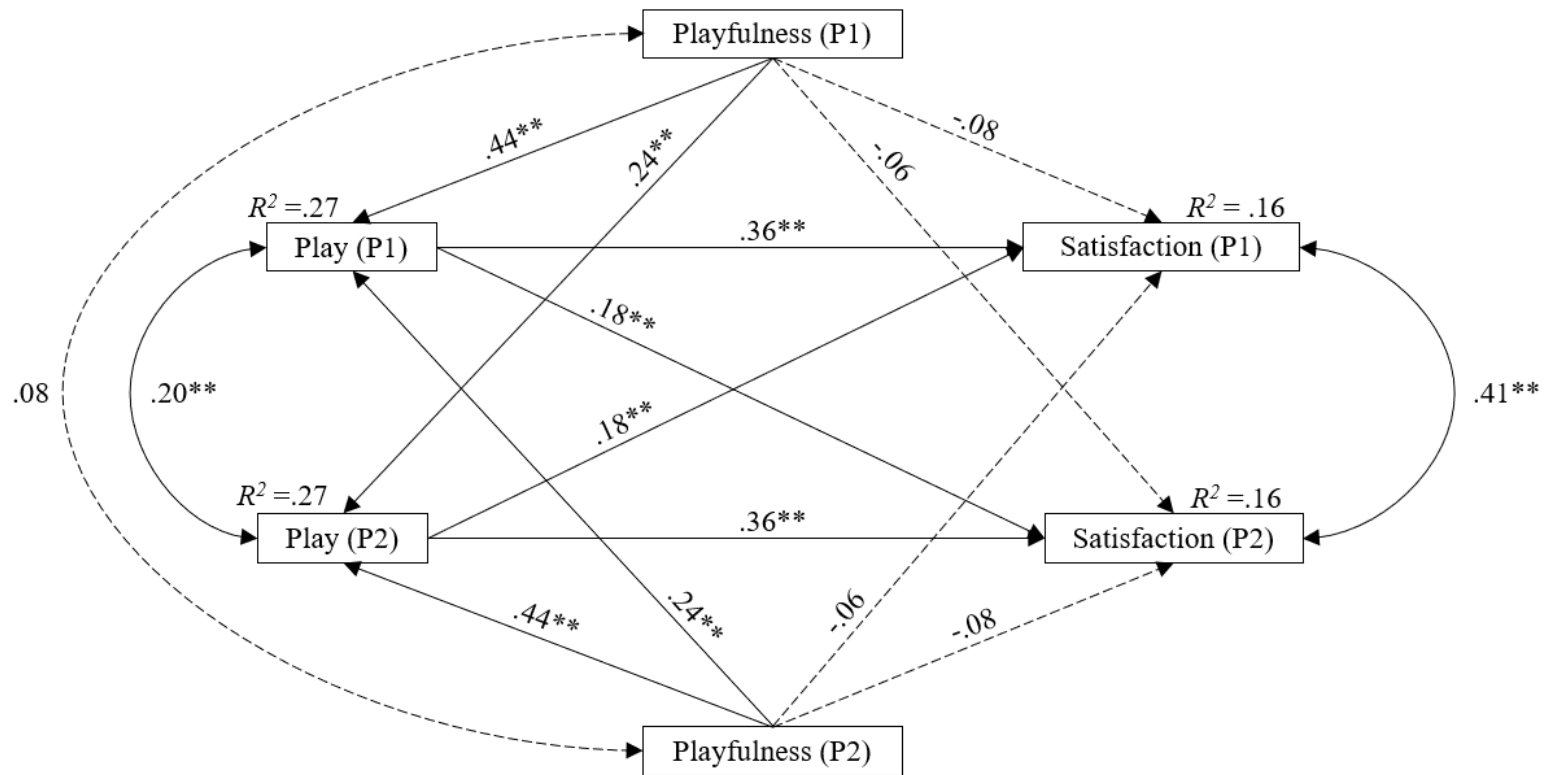 Playfulness (P1)
.44**
.24**
-.08
-.06
R² =.27
R² = .16
Play (P1)
.36**
Satisfaction (P1)
.18**
.08
.20**
.18**
.41**
R² =.27
R² =.16
Play (P2)
.36**
Satisfaction (P2)
.44**
.24**
-.06
-.08
Playfulness (P2)